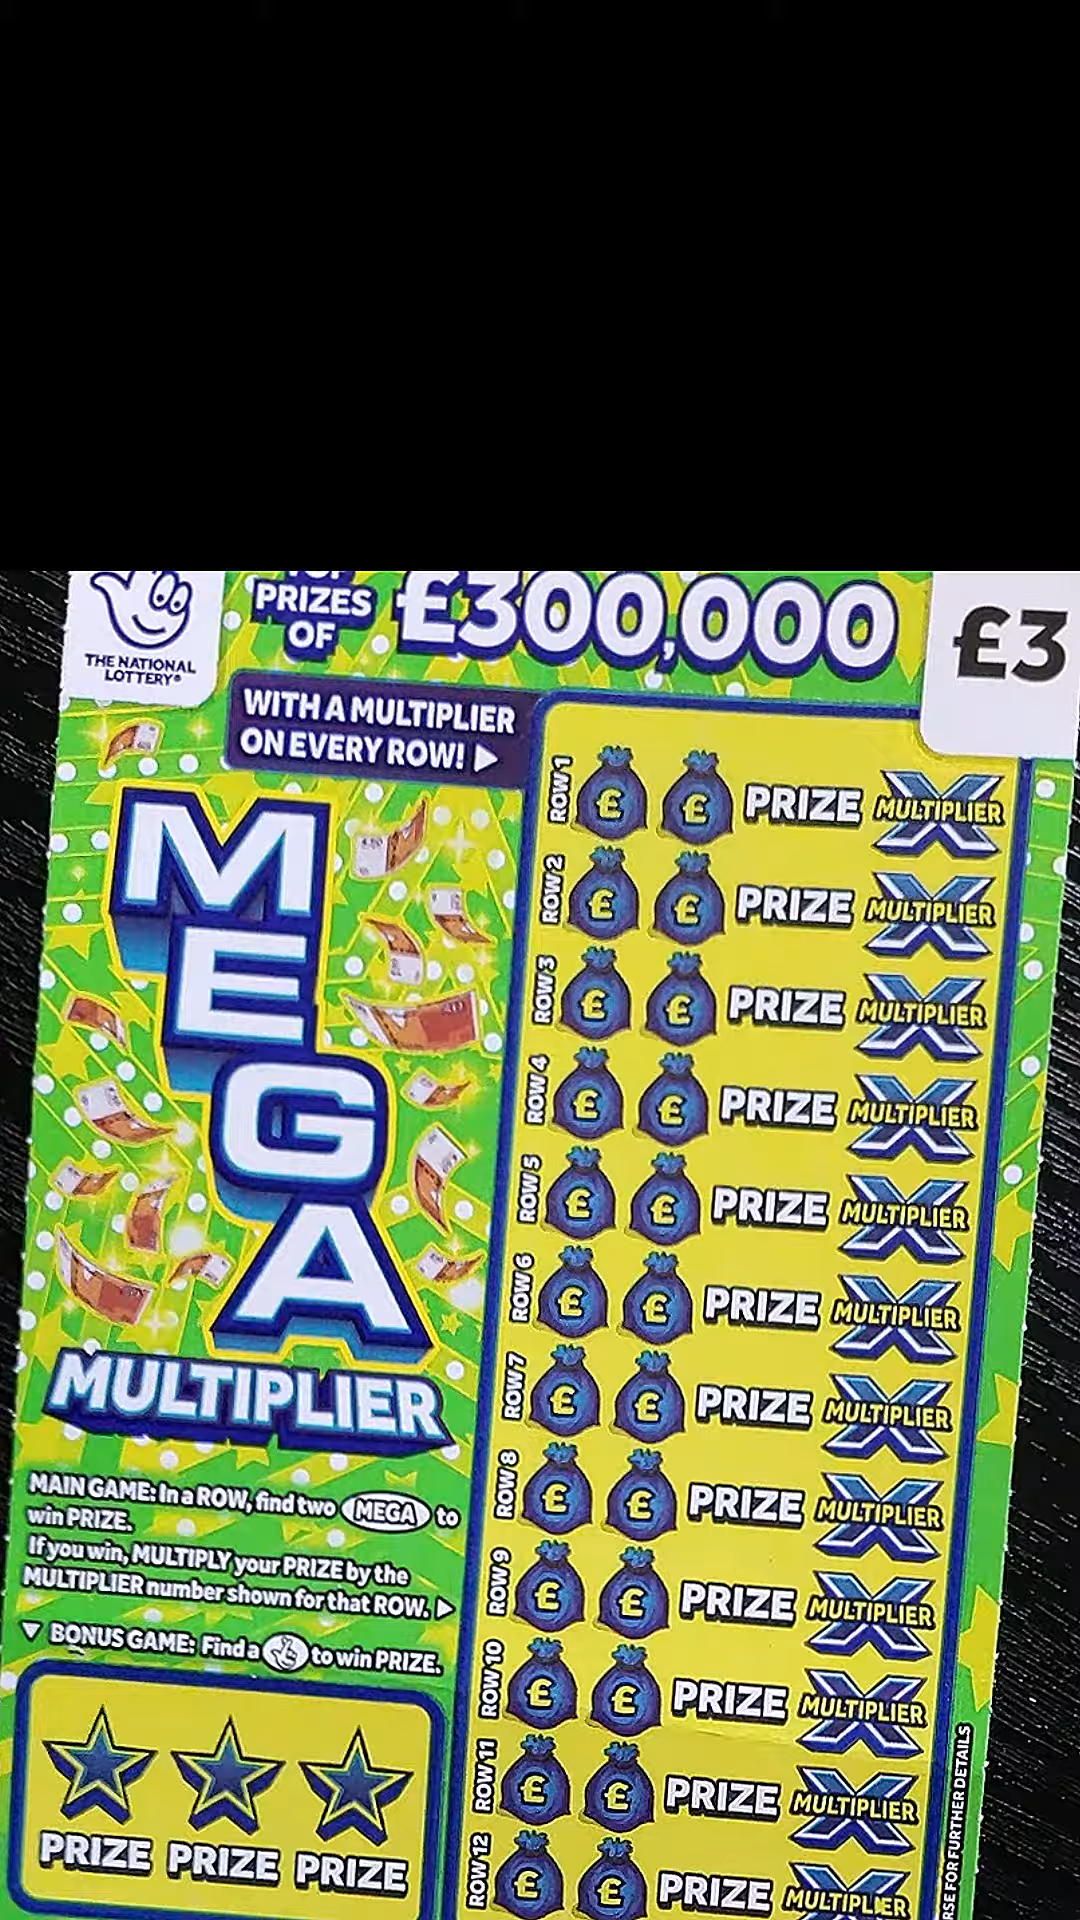 PRIZES
OF
£300,000
£3
THE NATIONAL
LOTTERY®
WITH A MULTIPLIER
ON EVERY ROW!
MEGA
MULTIPLIER
MAIN GAME: In a ROW, find two MEGA to
win PRIZE.
If you win, MULTIPLY your PRIZE by the
MULTIPLIER number shown for that ROW.
BONUS GAME: Find a to win PRIZE.
PRIZE PRIZE PRIZE
ROW 1 £ £ PRIZE MULTIPLIER X
ROW 2 £ £ PRIZE MULTIPLIER X
ROW 3 £ £ PRIZE MULTIPLIER X
ROW 4 £ £ PRIZE MULTIPLIER X
ROW 5 £ £ PRIZE MULTIPLIER X
ROW 6 £ £ PRIZE MULTIPLIER X
ROW 7 £ £ PRIZE MULTIPLIER X
ROW 8 £ £ PRIZE MULTIPLIER X
ROW 9 £ £ PRIZE MULTIPLIER X
ROW 10 £ £ PRIZE MULTIPLIER X
ROW 11 £ £ PRIZE MULTIPLIER X
ROW 12 £ £ PRIZE MULTIPLIER X
FOR FURTHER DETAILS